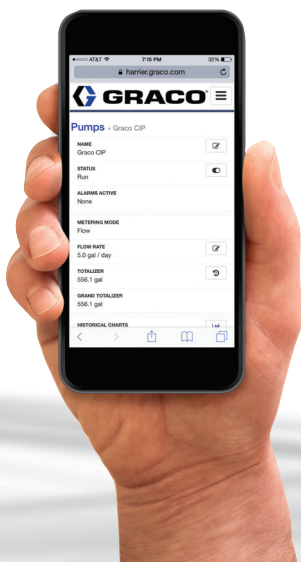 AT&T 7:15 PM 32%
harrier.graco.com
GRACO
Pumps » Graco CIP
NAME
Graco CIP
STATUS
Run
ALARMS ACTIVE
None
METERING MODE
Flow
FLOW RATE
5.0 gal / day
TOTALIZER
556.1 gal
GRAND TOTALIZER
556.1 gal
HISTORICAL CHARTS